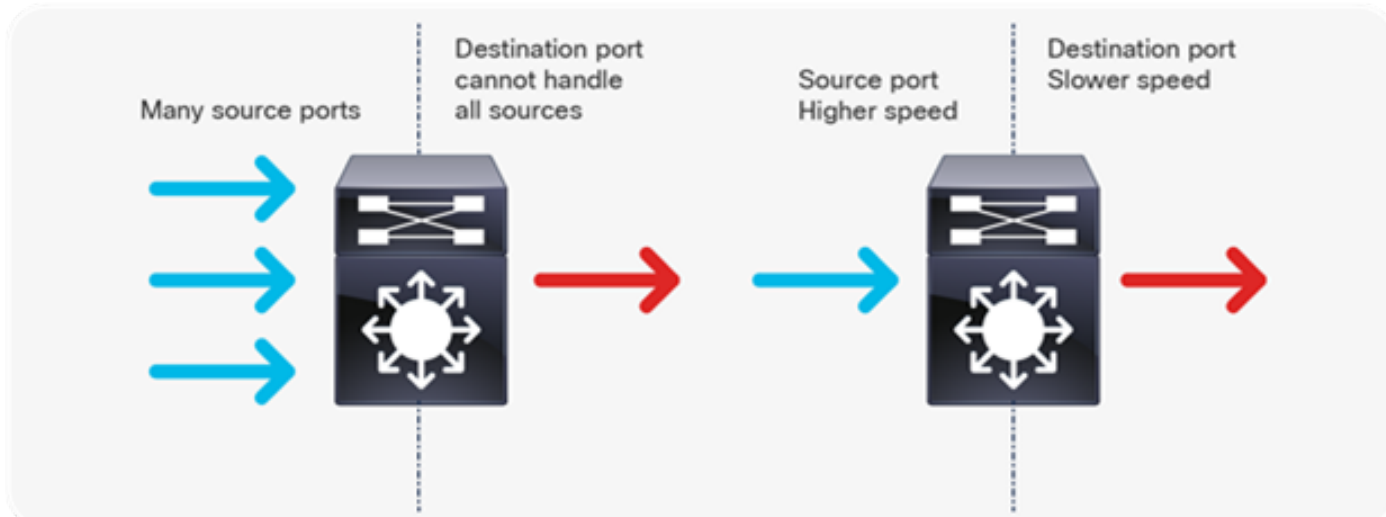 Many source ports
Destination port
cannot handle
all sources
Source port
Higher speed
Destination port
Slower speed